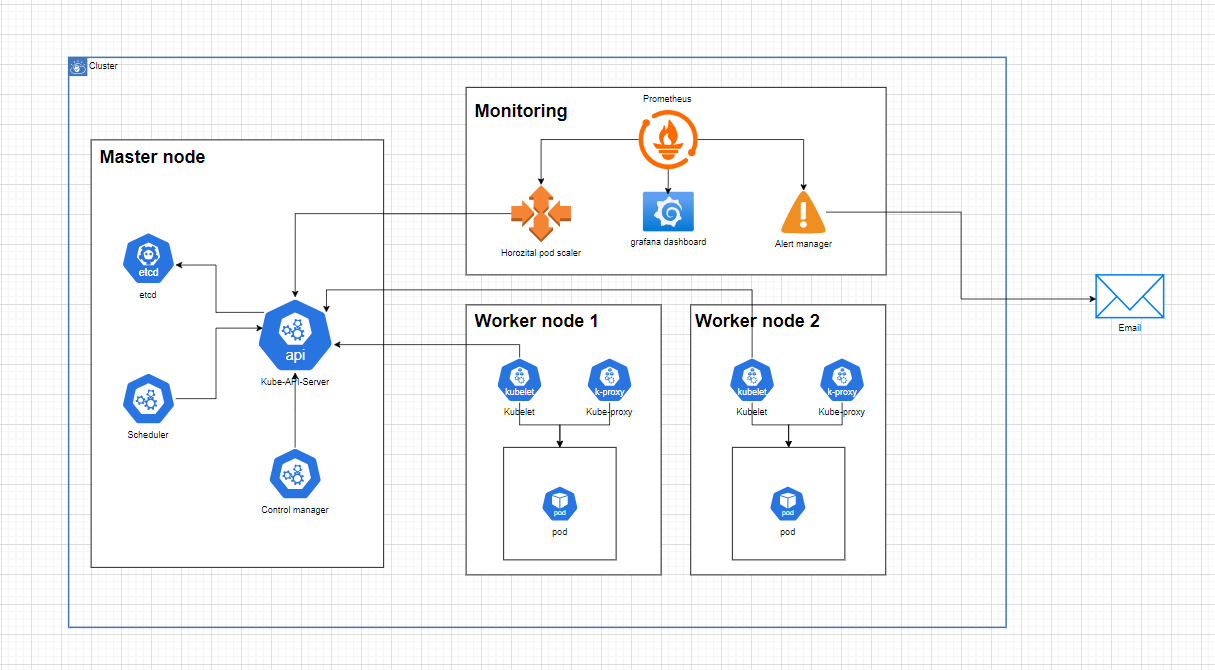 Cluster
Monitoring
Prometheus
Horozital pod scaler
grafana dashboard
Alert manager
Master node
etcd
etcd
api
Kube-API-Server
Scheduler
Control manager
Worker node 1
kubelet
Kubelet
k-proxy
Kube-proxy
pod
pod
Worker node 2
kubelet
Kubelet
k-proxy
Kube-proxy
pod
pod
Email